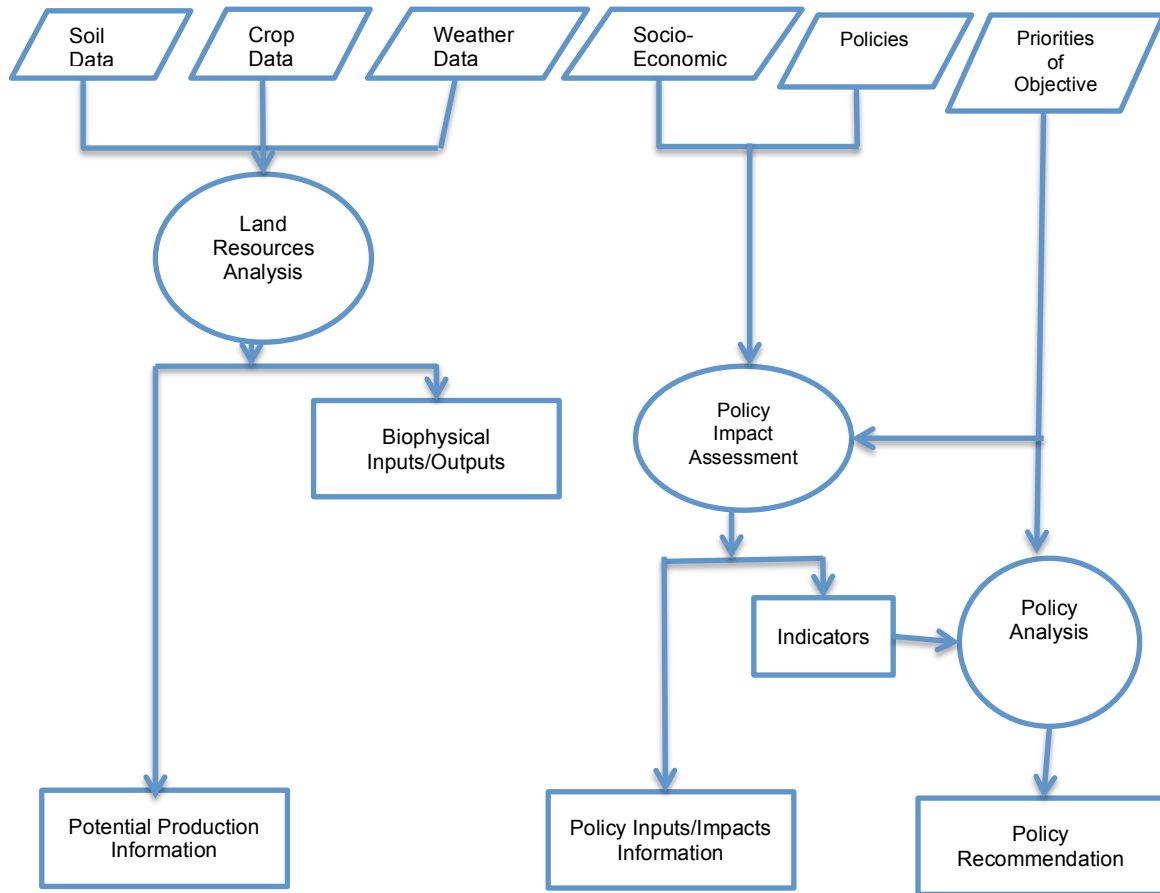 Soil
Data
Crop
Data
Weather
Data
Socio-
Economic
Policies
Priorities
of
Objective
Land
Resources
Analysis
Biophysical
Inputs/Outputs
Policy
Impact
Assessment
Indicators
Policy
Analysis
Potential Production
Information
Policy Inputs/Impacts
Information
Policy
Recommendation